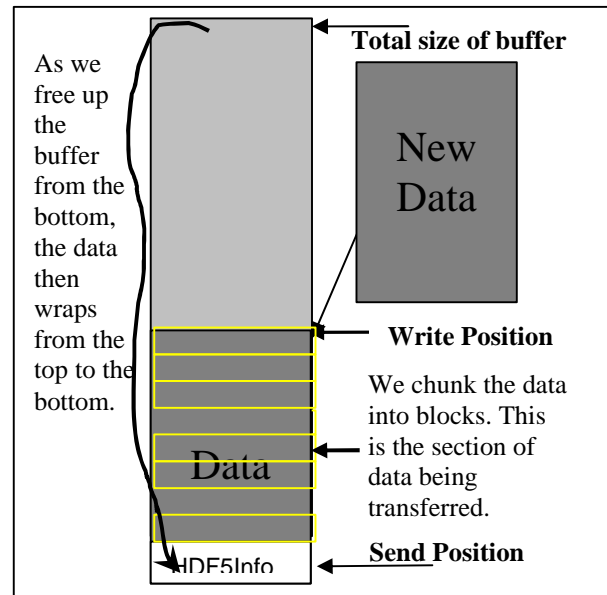 Total size of buffer
As we
free up
the
buffer
from the
bottom,
the data
then
wraps
from the
top to the
bottom.
New
Data
Write Position
We chunk the data
into blocks. This
is the section of
data being
transferred.
Data
Send Position
HDF5Info